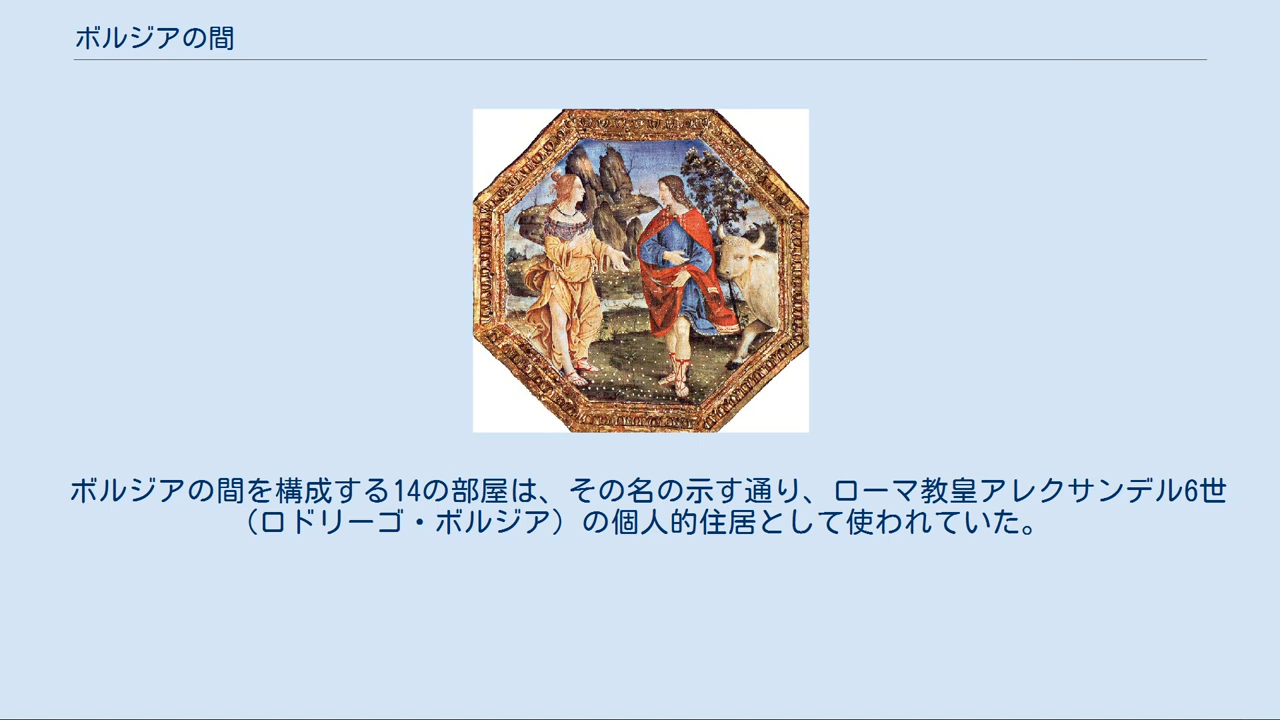 ボルジアの間
ボルジアの間を構成する14の部屋は、その名の示す通り、ローマ教皇アレクサンデル6世
（ロドリーゴ・ボルジア）の個人的住居として使われていた。